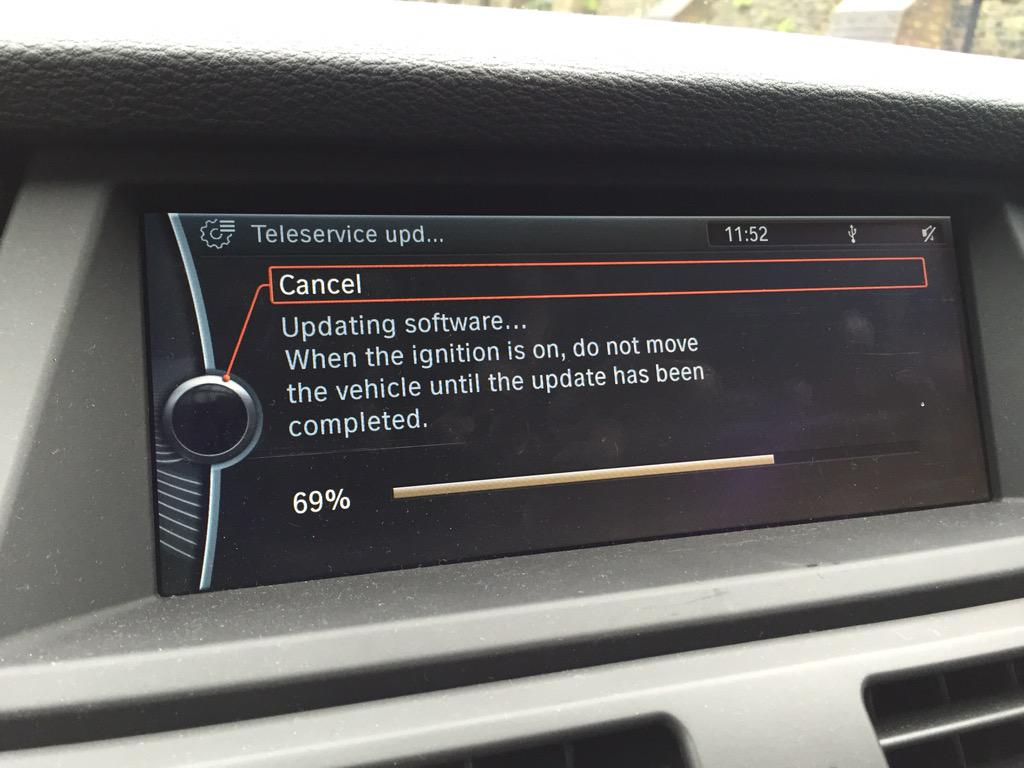 Teleservice upd... 11:52
Cancel
Updating software...
When the ignition is on, do not move
the vehicle until the update has been
completed.
69%